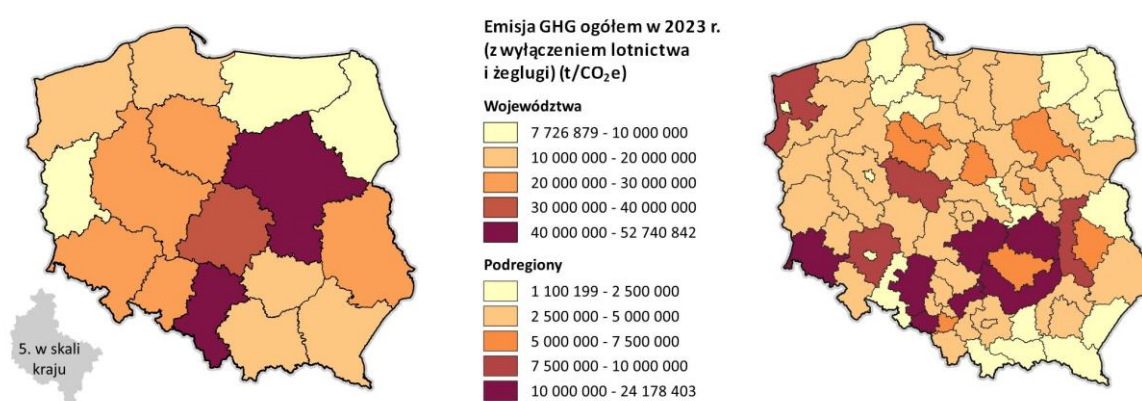 Emisja GHG ogółem w 2023 r.
(z wyłączeniem lotnictwa
i żeglugi) (t/CO₂e)
Województwa
7 726 879 - 10 000 000
10 000 000 - 20 000 000
20 000 000 - 30 000 000
30 000 000 - 40 000 000
40 000 000 - 52 740 842
Podregiony
1 100 199 - 2 500 000
2 500 000 - 5 000 000
5 000 000 - 7 500 000
7 500 000 - 10 000 000
10 000 000 - 24 178 403
5. w skali
kraju